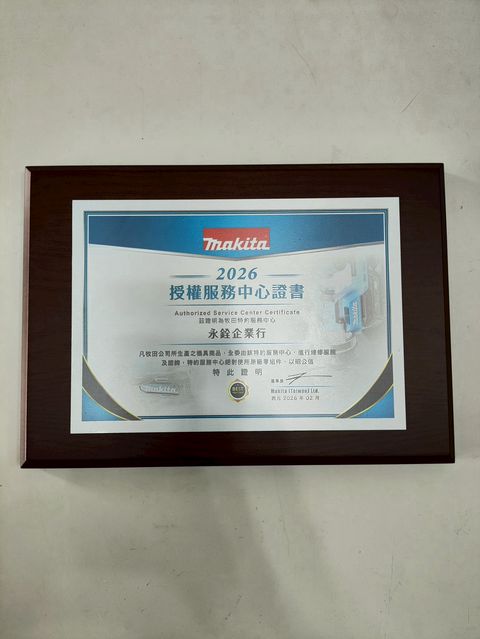 makita
2026
授權服務中心證書
Authorized Service Center Certificate
茲證明為牧田特約服務中心
永銓企業行
凡牧田公司所生產之機具商品，全委由該特約服務中心，進行維修服務
及證維，特約服務中心絕對使用原廠零組件，以昭公信
特此證明
Makita (Taiwan) Ltd.
西元 2026 年 02 月
makita
makita